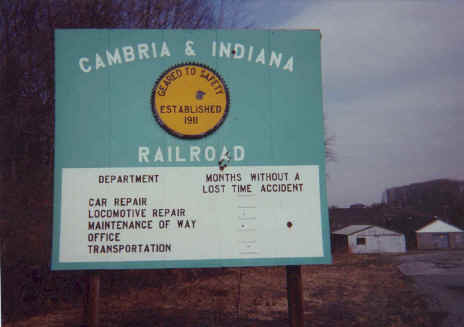 CAMBRIA & INDIANA
GEARED TO SAFETY
ESTABLISHED
1911
RAILROAD
DEPARTMENT MONTHS WITHOUT A
LOST TIME ACCIDENT
CAR REPAIR
LOCOMOTIVE REPAIR
MAINTENANCE OF WAY
OFFICE
TRANSPORTATION